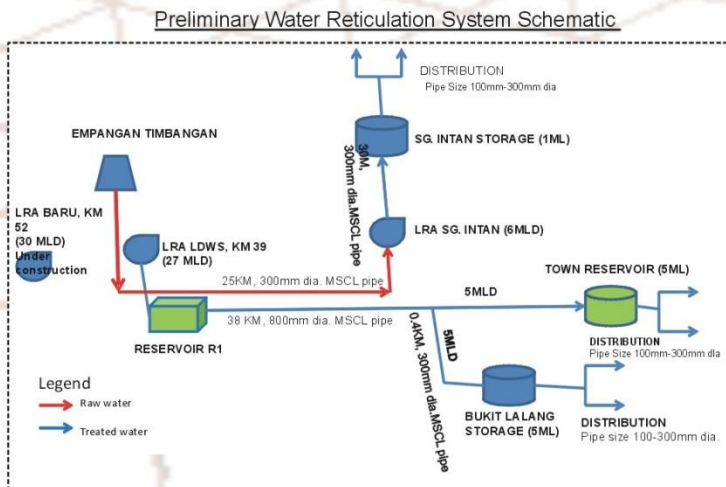 Preliminary Water Reticulation System Schematic
DISTRIBUTION
Pipe Size 100mm-300mm dia
EMPANGAN TIMBANGAN
SG. INTAN STORAGE (1ML)
30M,
300mm dia.MSCL pipe
LRA BARU, KM
52
(30 MLD)
Under
construction
LRA LDWS, KM 39
(27 MLD)
LRA SG. INTAN (6MLD)
25KM, 300mm dia. MSCL pipe
TOWN RESERVOIR (5ML)
5MLD
38 KM, 800mm dia. MSCL pipe
RESERVOIR R1
5MLD
0.4KM, 300mm dia.MSCL pipe
DISTRIBUTION
Pipe Size 100mm-300mm dia
BUKIT LALANG
STORAGE (5ML)
DISTRIBUTION
Pipe size 100-300mm dia.
Legend
Raw water
Treated water